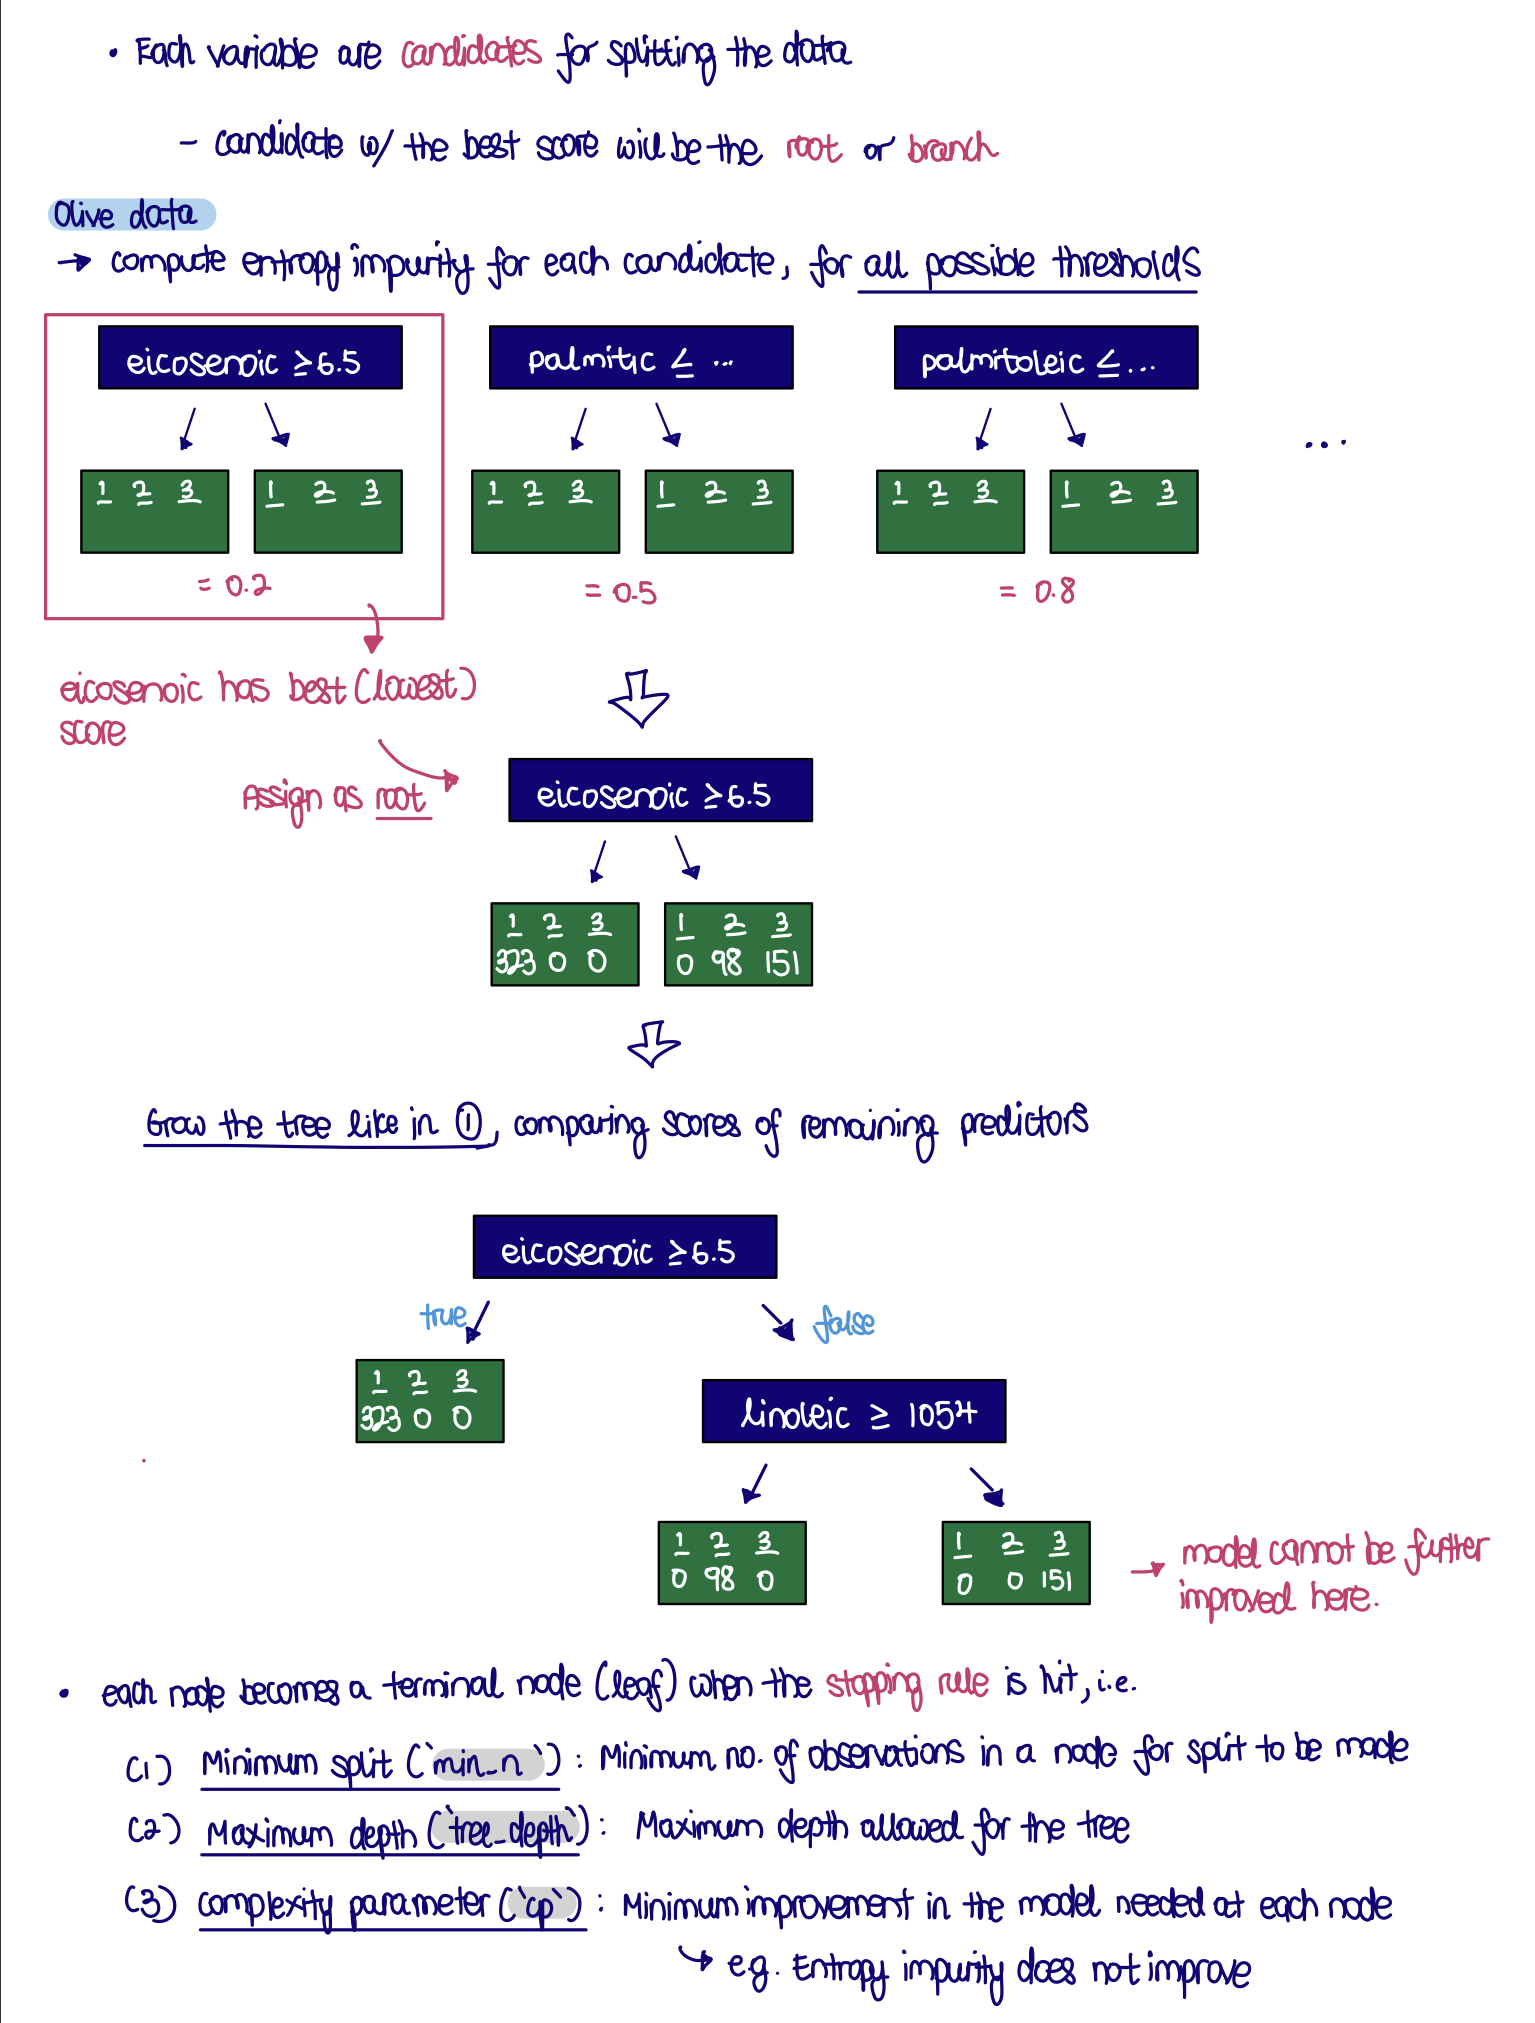 • Each variable are candidates for splitting the data
- candidate w/ the best score will be the root or branch
Olive data
→ compute entropy impurity for each candidate, for all possible thresholds
eicosenoic ≥ 6.5
palmitic ≤ ...
palmitoleic ≤ ...
1 2 3
1 2 3
1 2 3
1 2 3
1 2 3
1 2 3
...
= 0.2
= 0.5
= 0.8
eicosenoic has best (lowest)
score
Assign as root
eicosenoic ≥ 6.5
1 2 3
323 0 0
1 2 3
0 98 151
Grow the tree like in ①, comparing scores of remaining predictors
eicosenoic ≥ 6.5
true
false
1 2 3
323 0 0
linoleic ≥ 1054
1 2 3
0 98 0
1 2 3
0 0 151
→ model cannot be further
improved here.
• each node becomes a terminal node (leaf) when the stopping rule is hit, i.e.
(1) Minimum split (`min_n`) : Minimum no. of observations in a node for split to be made
(2) Maximum depth (`tree_depth`) : Maximum depth allowed for the tree
(3) complexity parameter (`cp`) : Minimum improvement in the model needed at each node
↳ e.g. Entropy impurity does not improve